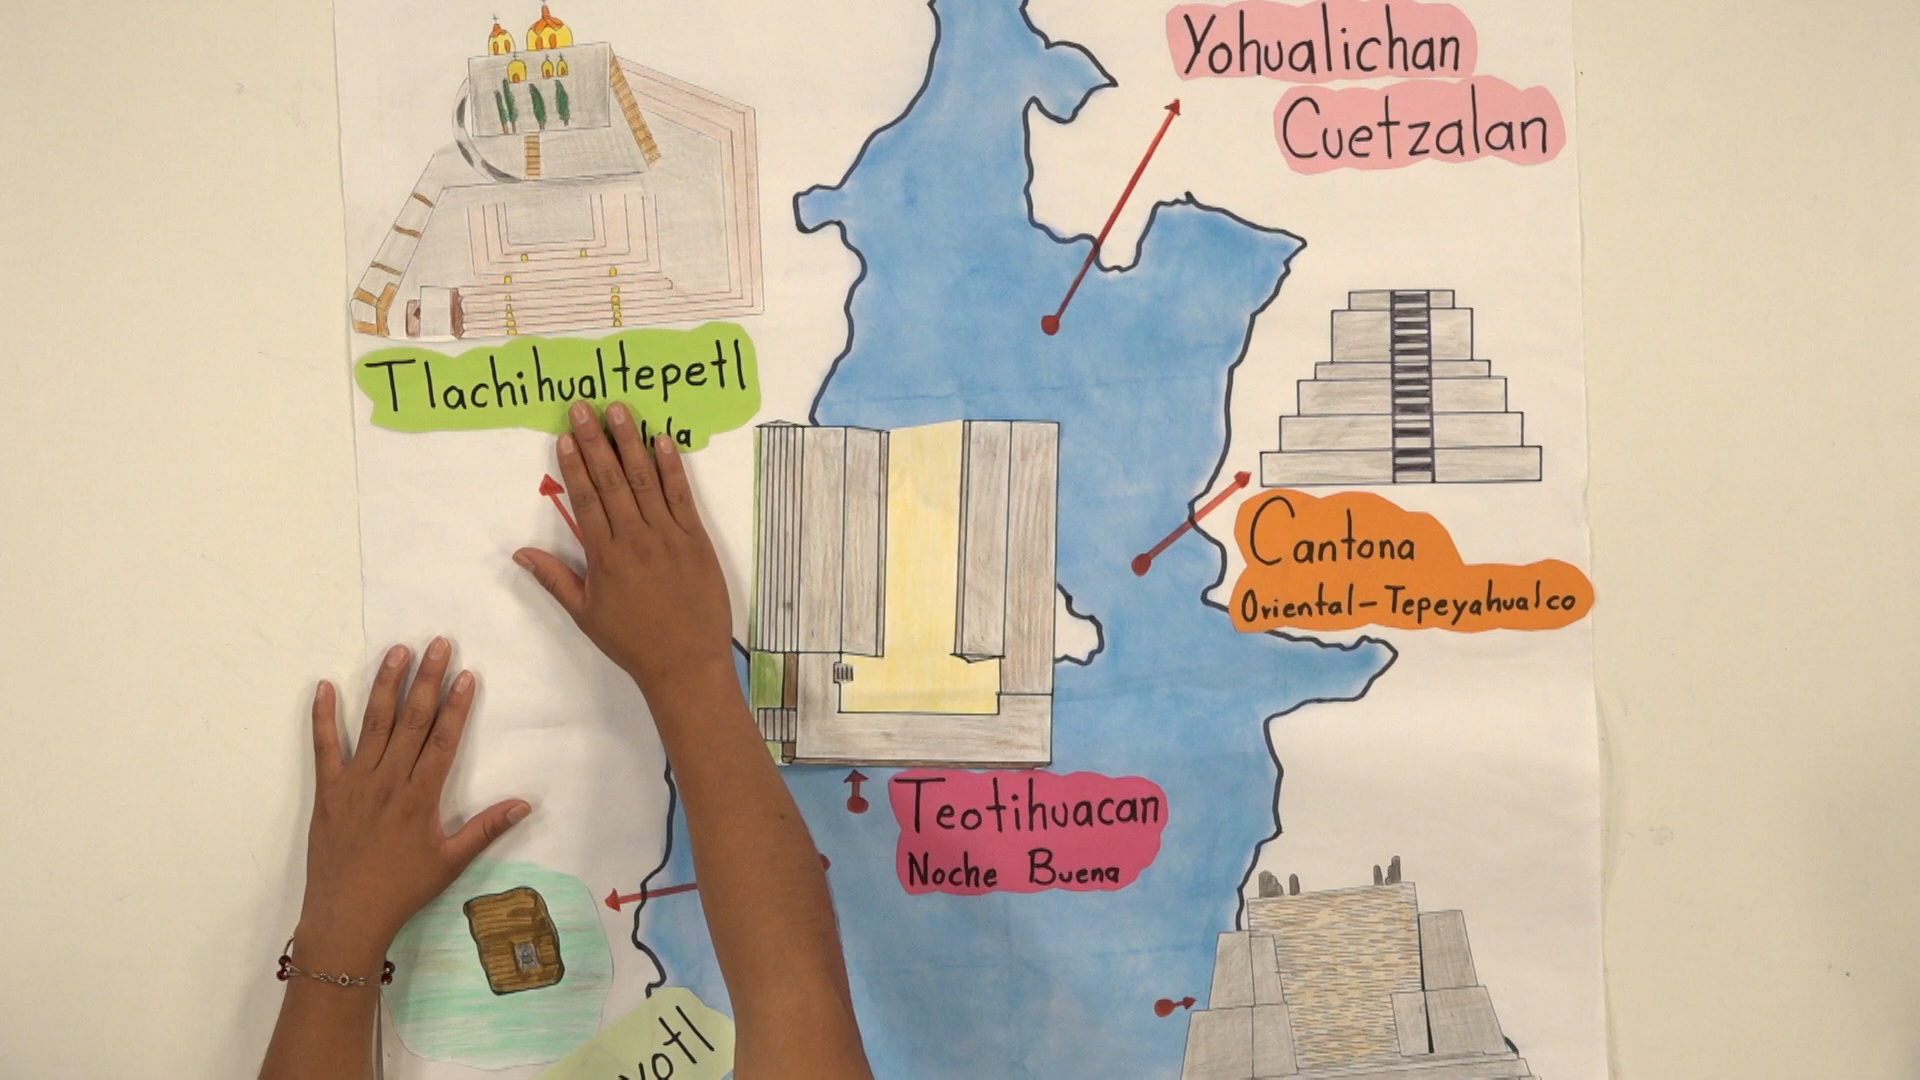 Yohualichan
Cuetzalan
Tlachihualtepetl
Cantona
Oriental-Tepeyahualco
Teotihuacan
Noche Buena